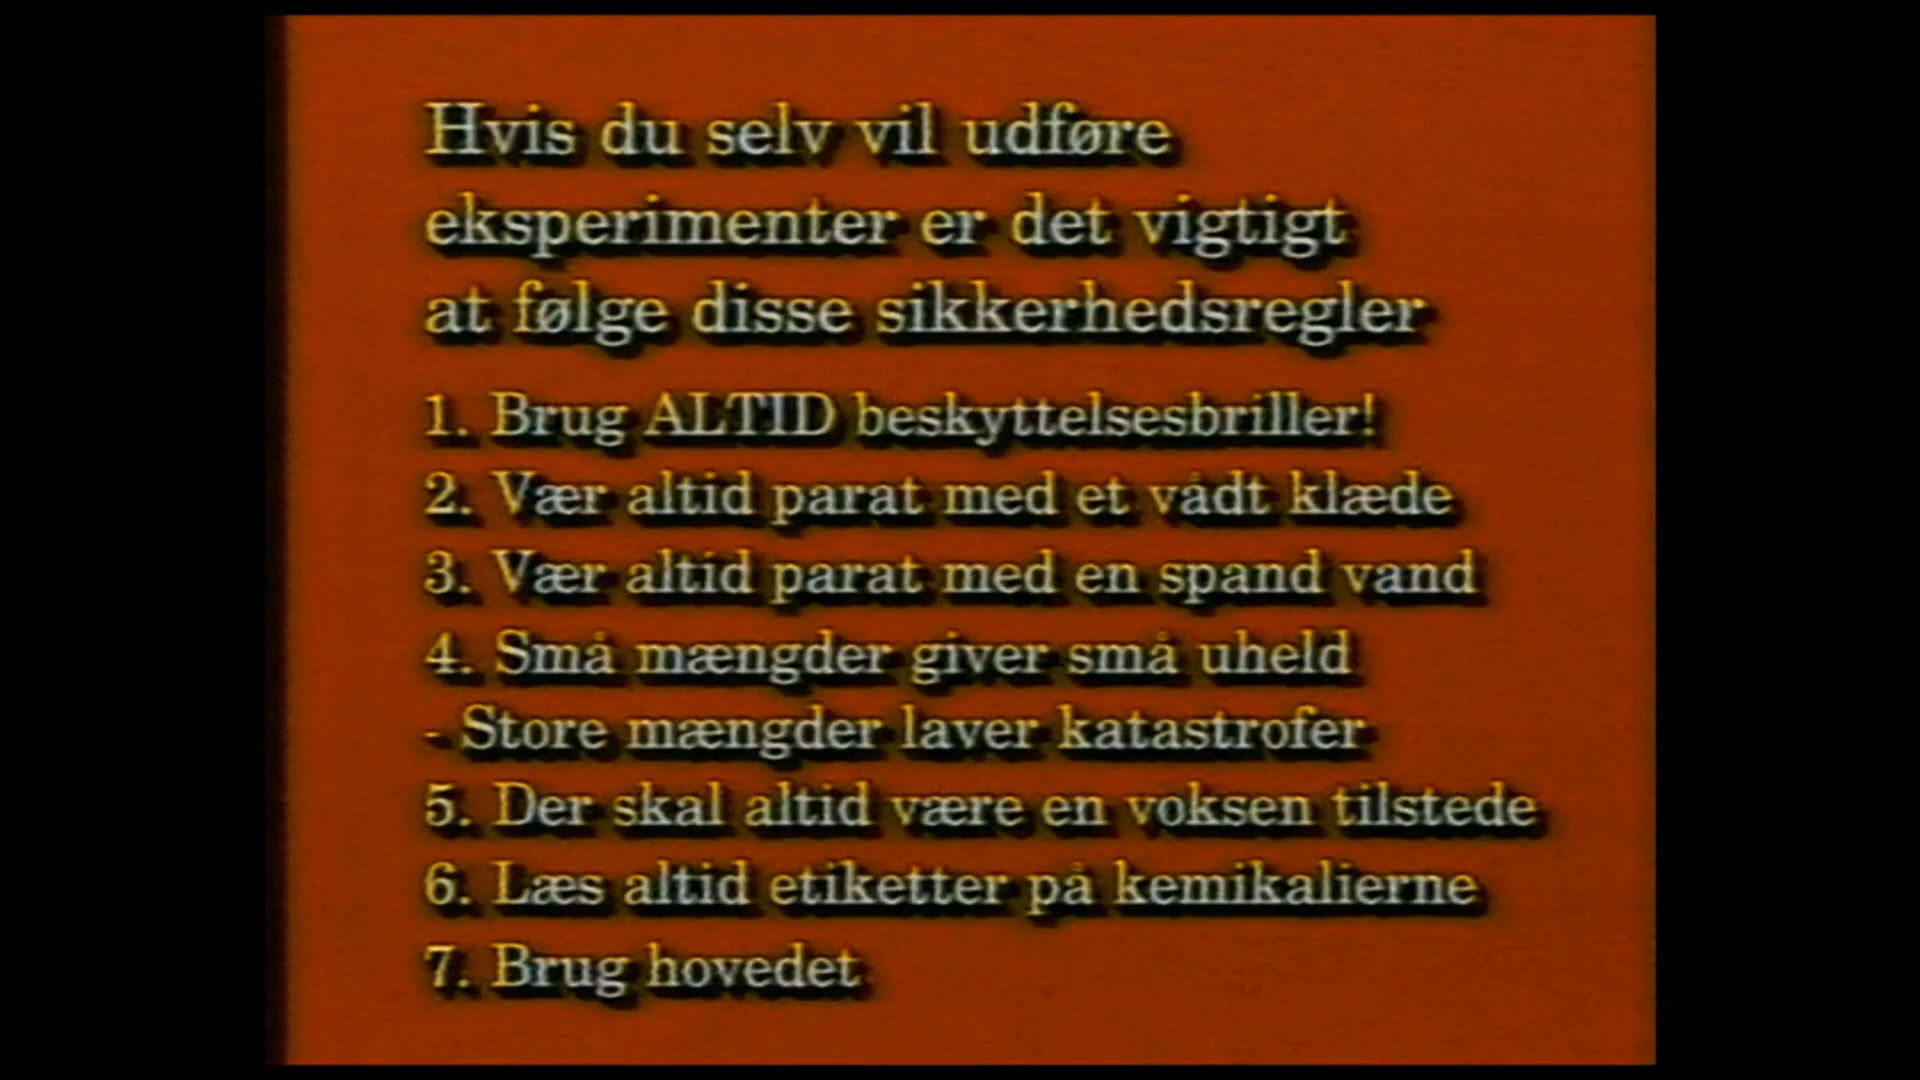 Hvis du selv vil udføre
eksperimenter er det vigtigt
at følge disse sikkerhedsregler
1. Brug ALTID beskyttelsesbriller!
2. Vær altid parat med et vådt klæde
3. Vær altid parat med en spand vand
4. Små mængder giver små uheld
- Store mængder laver katastrofer
5. Der skal altid være en voksen tilstede
6. Læs altid etiketter på kemikalierne
7. Brug hovedet